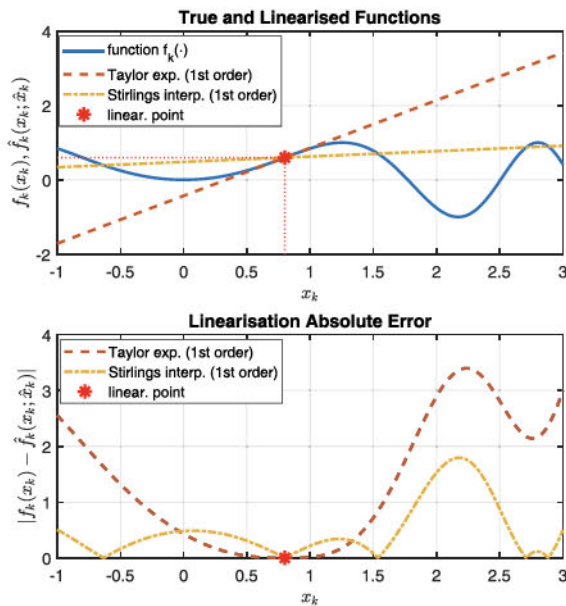 True and Linearised Functions
4
2
0
-2
function f_k(·)
Taylor exp. (1st order)
Stirlings interp. (1st order)
linear. point
f_k(x_k), f̂_k(x_k; x̂_k)
-1 -0.5 0 0.5 1 1.5 2 2.5 3
x_k
Linearisation Absolute Error
4
3
2
1
0
Taylor exp. (1st order)
Stirlings interp. (1st order)
linear. point
|f_k(x_k) − f̂_k(x_k; x̂_k)|
-1 -0.5 0 0.5 1 1.5 2 2.5 3
x_k